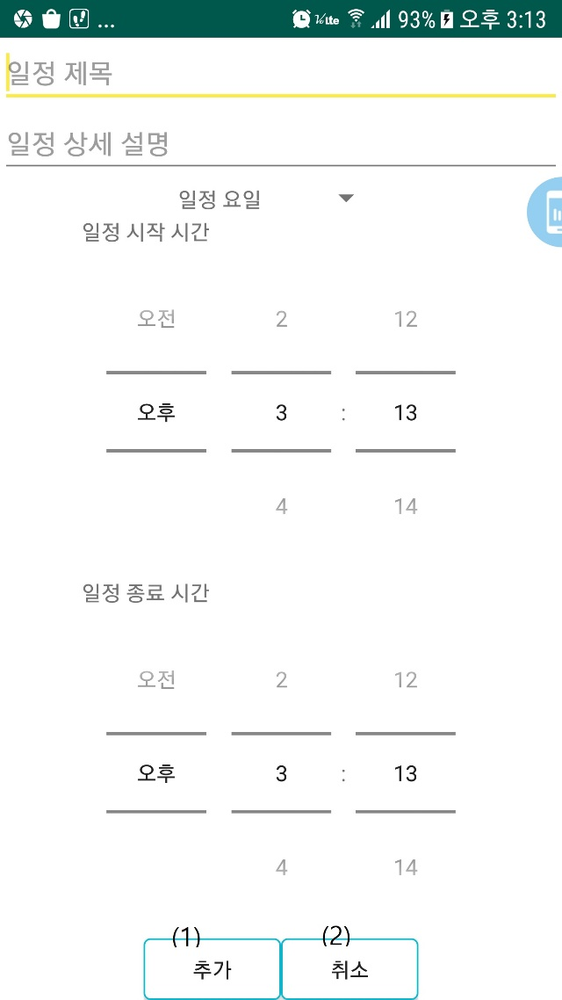 ... VoLTE 93% 오후 3:13
일정 제목
일정 상세 설명
일정 요일
일정 시작 시간
오전 2 12
오후 3 : 13
4 14
일정 종료 시간
오전 2 12
오후 3 : 13
4 14
(1) (2)
추가 취소